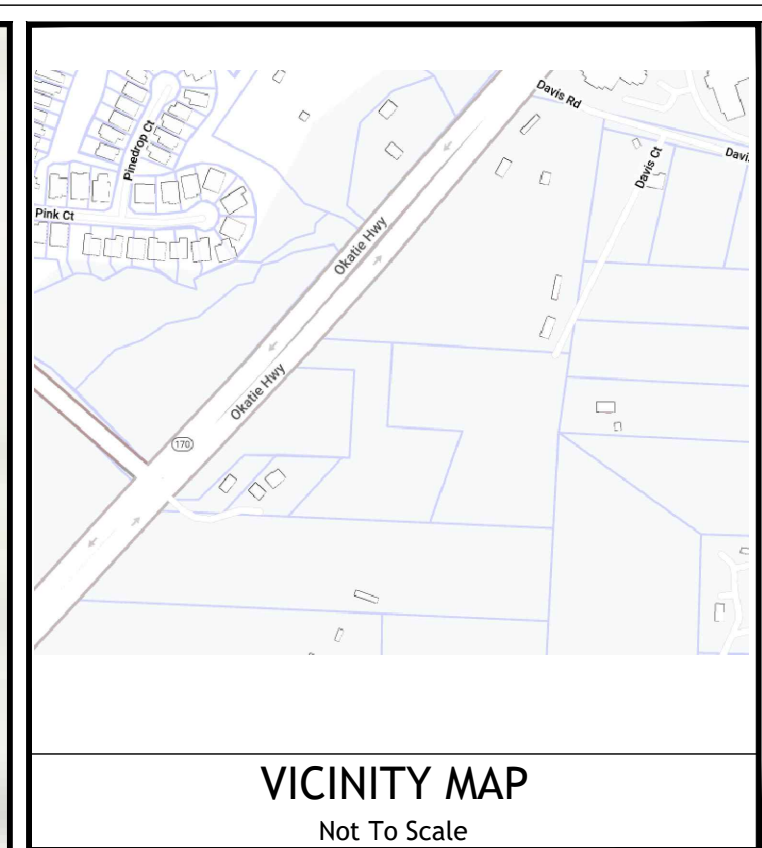 Davis Rd
Davi
Pinedrop Ct
Davis Ct
Pink Ct
Okatie Hwy
Okatie Hwy
170
VICINITY MAP
Not To Scale